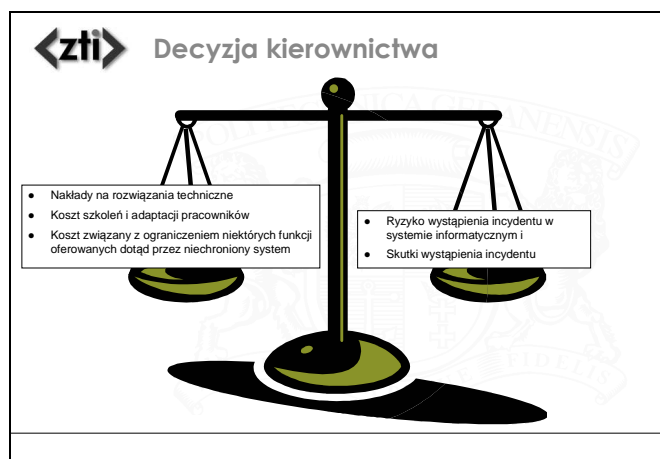 <zti> Decyzja kierownictwa
● Nakłady na rozwiązania techniczne
● Koszt szkoleń i adaptacji pracowników
● Koszt związany z ograniczeniem niektórych funkcji
oferowanych dotąd przez niechroniony system
● Ryzyko wystąpienia incydentu w
systemie informatycznym i
● Skutki wystąpienia incydentu